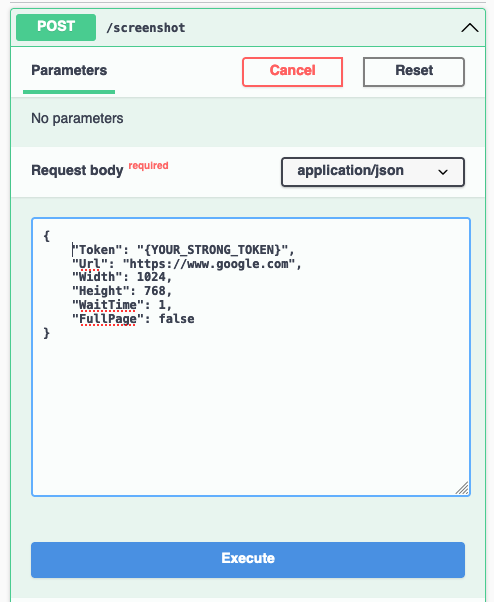 POST /screenshot
Parameters Cancel Reset
No parameters
Request body required application/json
{
    "Token": "{YOUR_STRONG_TOKEN}",
    "Url": "https://www.google.com",
    "Width": 1024,
    "Height": 768,
    "WaitTime": 1,
    "FullPage": false
}
Execute